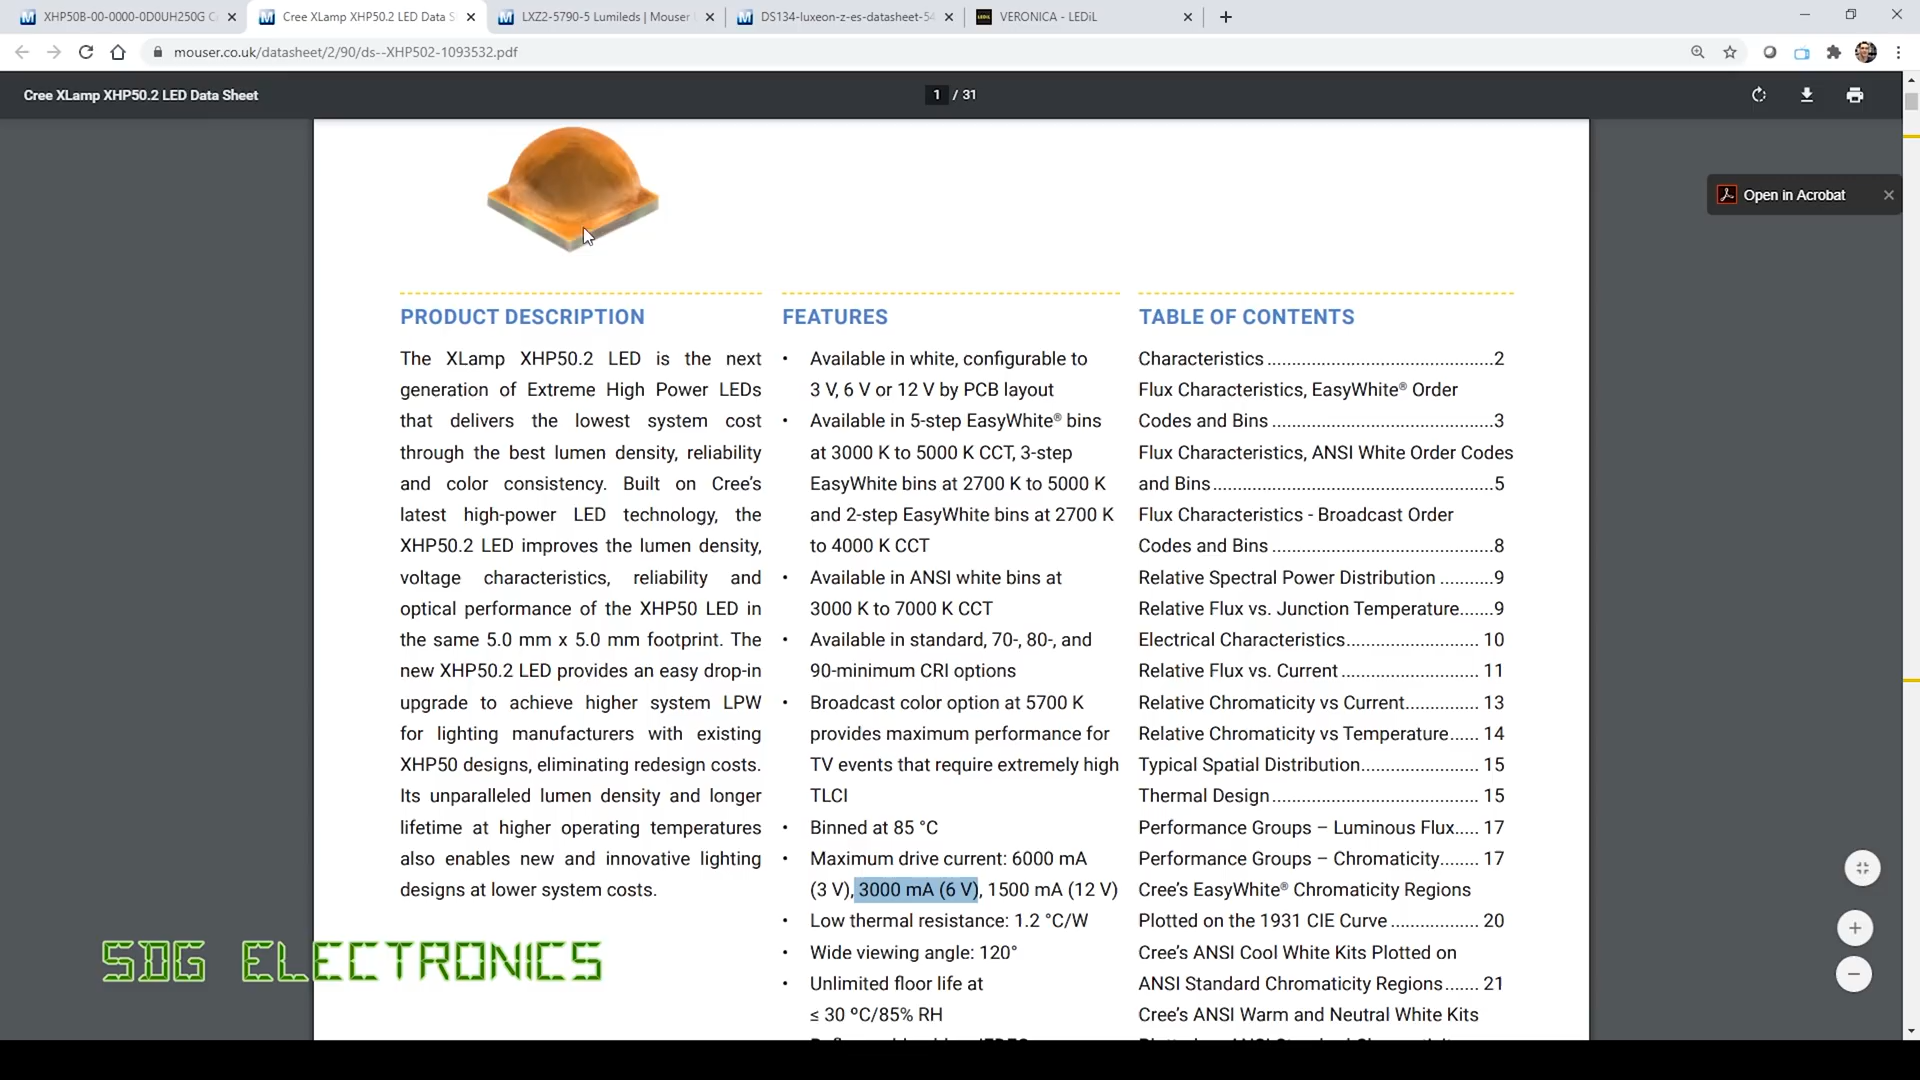 XHP50B-00-0000-0D0UH250G C
Cree XLamp XHP50.2 LED Data S
LXZ2-5790-5 Lumileds | Mouser
DS134-luxeon-z-es-datasheet-54
VERONICA - LEDiL
mouser.co.uk/datasheet/2/90/ds--XHP502-1093532.pdf
Cree XLamp XHP50.2 LED Data Sheet
1 / 31
Open in Acrobat
PRODUCT DESCRIPTION
The XLamp XHP50.2 LED is the next
generation of Extreme High Power LEDs
that delivers the lowest system cost
through the best lumen density, reliability
and color consistency. Built on Cree’s
latest high-power LED technology, the
XHP50.2 LED improves the lumen density,
voltage characteristics, reliability and
optical performance of the XHP50 LED in
the same 5.0 mm x 5.0 mm footprint. The
new XHP50.2 LED provides an easy drop-in
upgrade to achieve higher system LPW
for lighting manufacturers with existing
XHP50 designs, eliminating redesign costs.
Its unparalleled lumen density and longer
lifetime at higher operating temperatures
also enables new and innovative lighting
designs at lower system costs.
FEATURES
• Available in white, configurable to
3 V, 6 V or 12 V by PCB layout
• Available in 5-step EasyWhite® bins
at 3000 K to 5000 K CCT, 3-step
EasyWhite bins at 2700 K to 5000 K
and 2-step EasyWhite bins at 2700 K
to 4000 K CCT
• Available in ANSI white bins at
3000 K to 7000 K CCT
• Available in standard, 70-, 80-, and
90-minimum CRI options
• Broadcast color option at 5700 K
provides maximum performance for
TV events that require extremely high
TLCI
• Binned at 85 °C
• Maximum drive current: 6000 mA
(3 V), 3000 mA (6 V), 1500 mA (12 V)
• Low thermal resistance: 1.2 °C/W
• Wide viewing angle: 120°
• Unlimited floor life at
≤ 30 ºC/85% RH
TABLE OF CONTENTS
Characteristics..........................................2
Flux Characteristics, EasyWhite® Order
Codes and Bins.........................................3
Flux Characteristics, ANSI White Order Codes
and Bins...................................................5
Flux Characteristics - Broadcast Order
Codes and Bins.........................................8
Relative Spectral Power Distribution...........9
Relative Flux vs. Junction Temperature.......9
Electrical Characteristics.......................... 10
Relative Flux vs. Current........................... 11
Relative Chromaticity vs Current............... 13
Relative Chromaticity vs Temperature...... 14
Typical Spatial Distribution....................... 15
Thermal Design........................................ 15
Performance Groups – Luminous Flux..... 17
Performance Groups – Chromaticity........ 17
Cree’s EasyWhite® Chromaticity Regions
Plotted on the 1931 CIE Curve.................. 20
Cree’s ANSI Cool White Kits Plotted on
ANSI Standard Chromaticity Regions....... 21
Cree’s ANSI Warm and Neutral White Kits
SDG ELECTRONICS